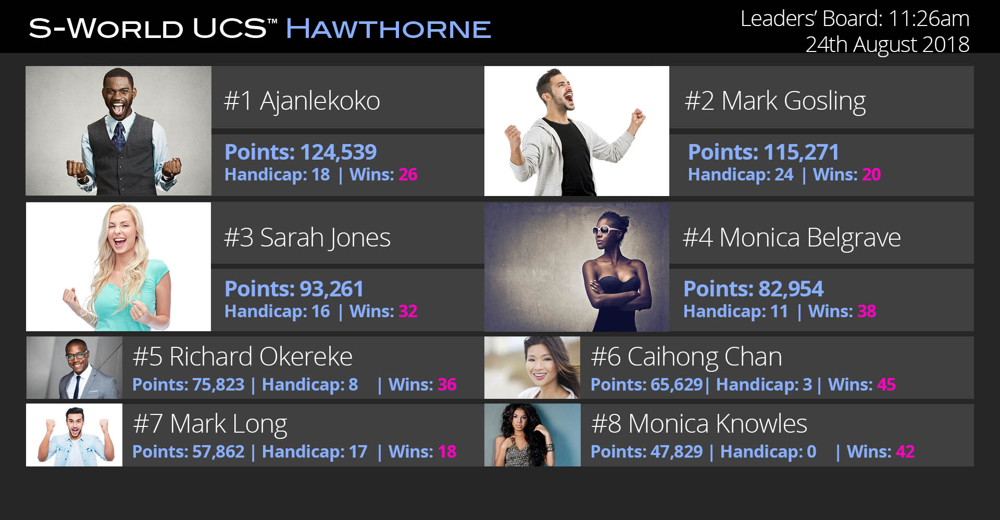 S-World UCS™ Hawthorne
Leaders' Board: 11:26am
24th August 2018
#1 Ajanlekoko
Points: 124,539
Handicap: 18 | Wins: 26
#2 Mark Gosling
Points: 115,271
Handicap: 24 | Wins: 20
#3 Sarah Jones
Points: 93,261
Handicap: 16 | Wins: 32
#4 Monica Belgrave
Points: 82,954
Handicap: 11 | Wins: 38
#5 Richard Okereke
Points: 75,823 | Handicap: 8 | Wins: 36
#6 Caihong Chan
Points: 65,629| Handicap: 3 | Wins: 45
#7 Mark Long
Points: 57,862 | Handicap: 17 | Wins: 18
#8 Monica Knowles
Points: 47,829 | Handicap: 0 | Wins: 42